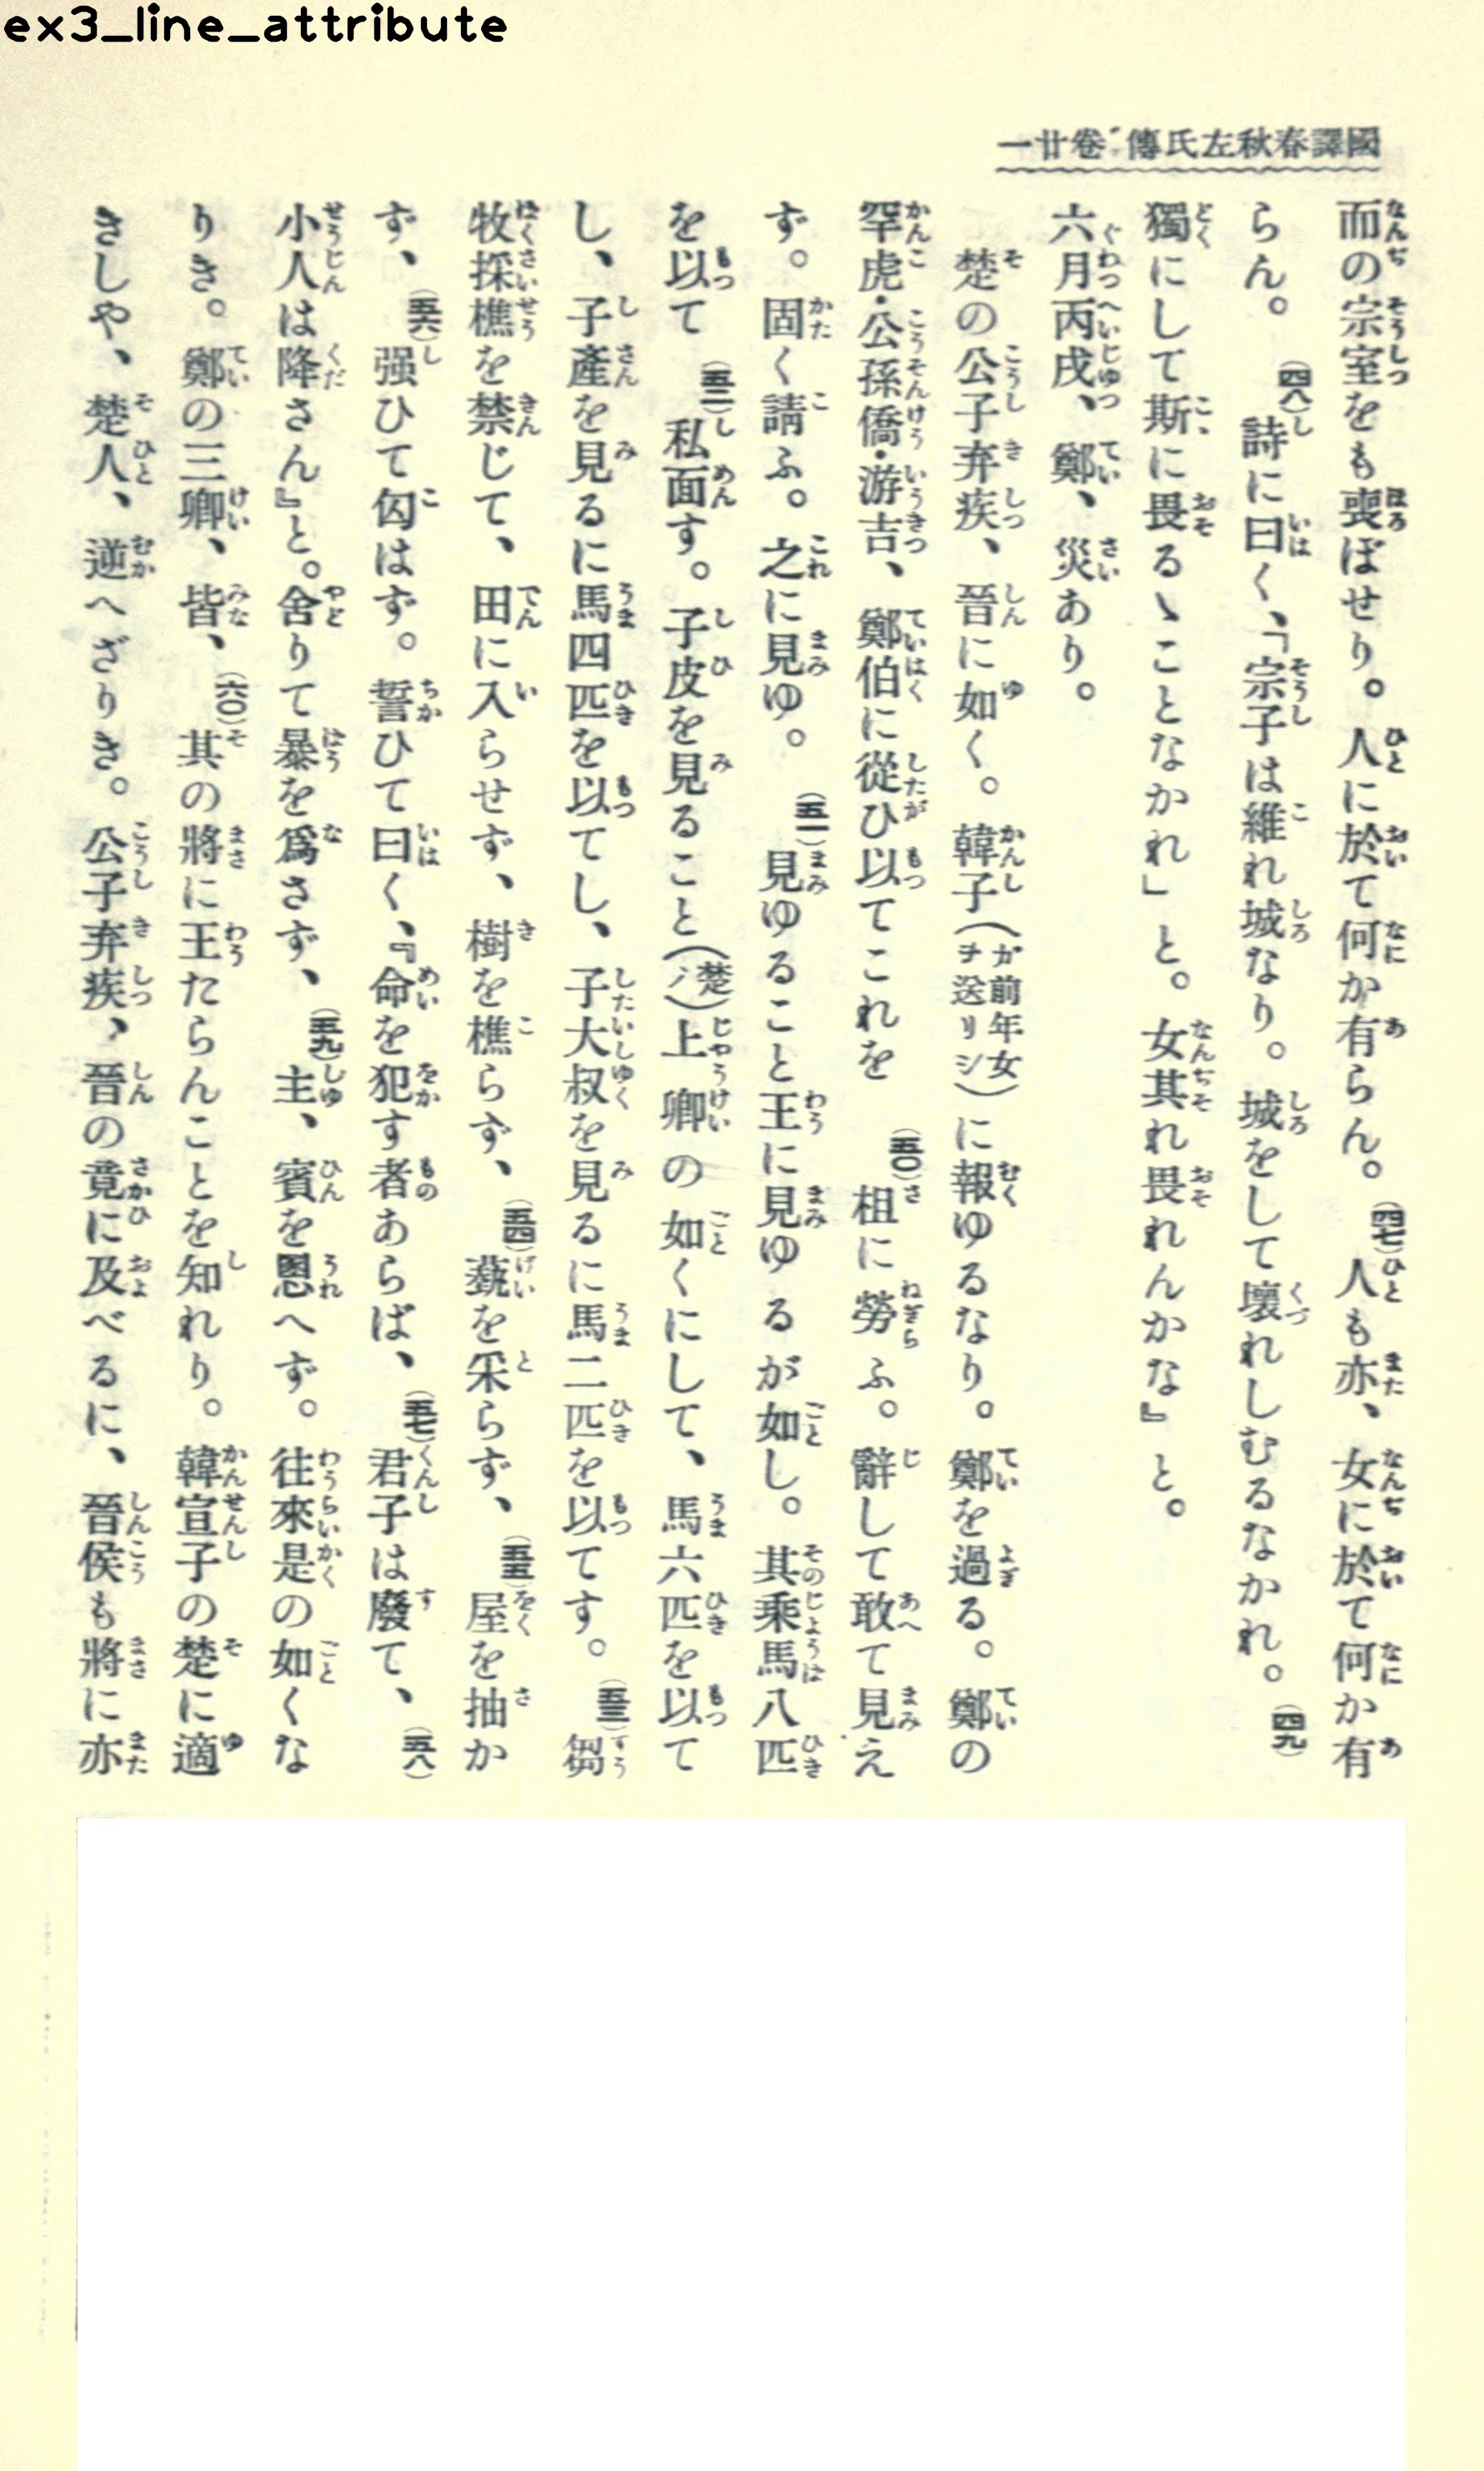 ex3_line_attribute
國譯春秋左氏傳 卷廿一
而の宗室をも喪ぼせり。人に於て何か有らん。(四七)人も亦、女に於て何か有
らん。(四八)詩に曰く、「宗子は維れ城なり。城をして壞れしむるなかれ。(四九)
獨にして斯に畏るゝことなかれ」と。女其れ畏れんかな』と。
六月丙戌、鄭、災あり。
楚の公子弃疾、晉に如く。韓子(ガ前年女ヲ送リシ)に報ゆるなり。鄭を過る。鄭の
罕虎・公孫僑・游吉、鄭伯に從ひ以てこれを(五〇)柤に勞ふ。辭して敢て見え
ず。固く請ふ。之に見ゆ。(五一)見ゆること王に見ゆるが如し。其乘馬八匹
を以て(五二)私面す。子皮を見ること(楚ノ)上卿の如くにして、馬六匹を以て
し、子產を見るに馬四匹を以てし、子大叔を見るに馬二匹を以てす。(五三)芻
牧採樵を禁じて、田に入らせず、樹を樵らず、(五四)蓺を采らず、(五五)屋を抽か
ず、(五六)强ひて匃はず。誓ひて曰く、『命を犯す者あらば、(五七)君子は廢て、(五八)
小人は降さん』と。舍りて暴を爲さず、(五九)主、賓を慁へず。往來是の如くな
りき。鄭の三卿、皆、(六〇)其の將に王たらんことを知れり。韓宣子の楚に適
きしや、楚人、逆へざりき。公子弃疾、晉の竟に及べるに、晉侯も將に亦